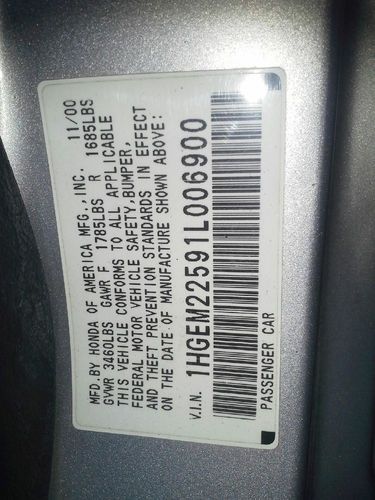 MFD.BY HONDA OF AMERICA MFG.,INC. 11/00
GVWR 3460LBS GAWR F 1785LBS R 1685LBS
THIS VEHICLE CONFORMS TO ALL APPLICABLE
FEDERAL MOTOR VEHICLE SAFETY,BUMPER,
AND THEFT PREVENTION STANDARDS IN EFFECT
ON THE DATE OF MANUFACTURE SHOWN ABOVE:
V.I.N. 1HGEM22591L006900
PASSENGER CAR